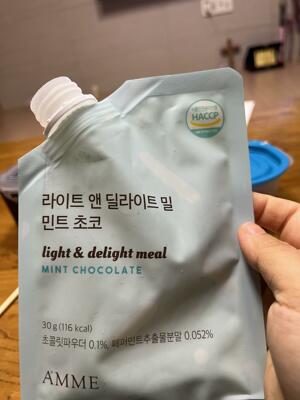 HACCP
라이트 앤 딜라이트 밀
민트 초코
light & delight meal
MINT CHOCOLATE
30 g (116 kcal)
초콜릿파우더 0.1%, 페퍼민트추출물분말 0.052%
AMME